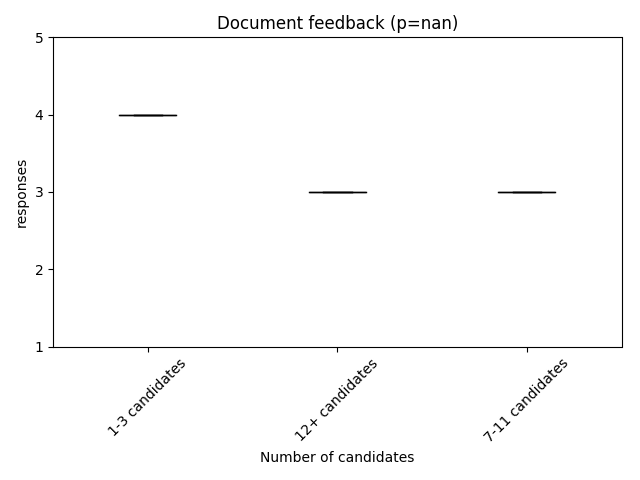 Document feedback (p=nan)
5
4
3
2
1
responses
1-3 candidates
12+ candidates
7-11 candidates
Number of candidates